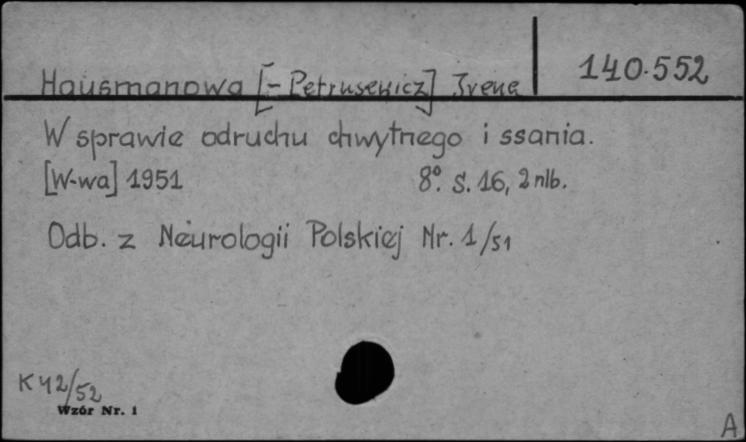 140.552
Hausmanowa [-Petrusewicz] Irena
W sprawie odruchu chwytnego i ssania.
[W-wa] 1951 8°. S. 16, 2 nlb.
Odb. z Neurologii Polskiej Nr. 1/51
K 42/52
Wzór Nr. 1
A